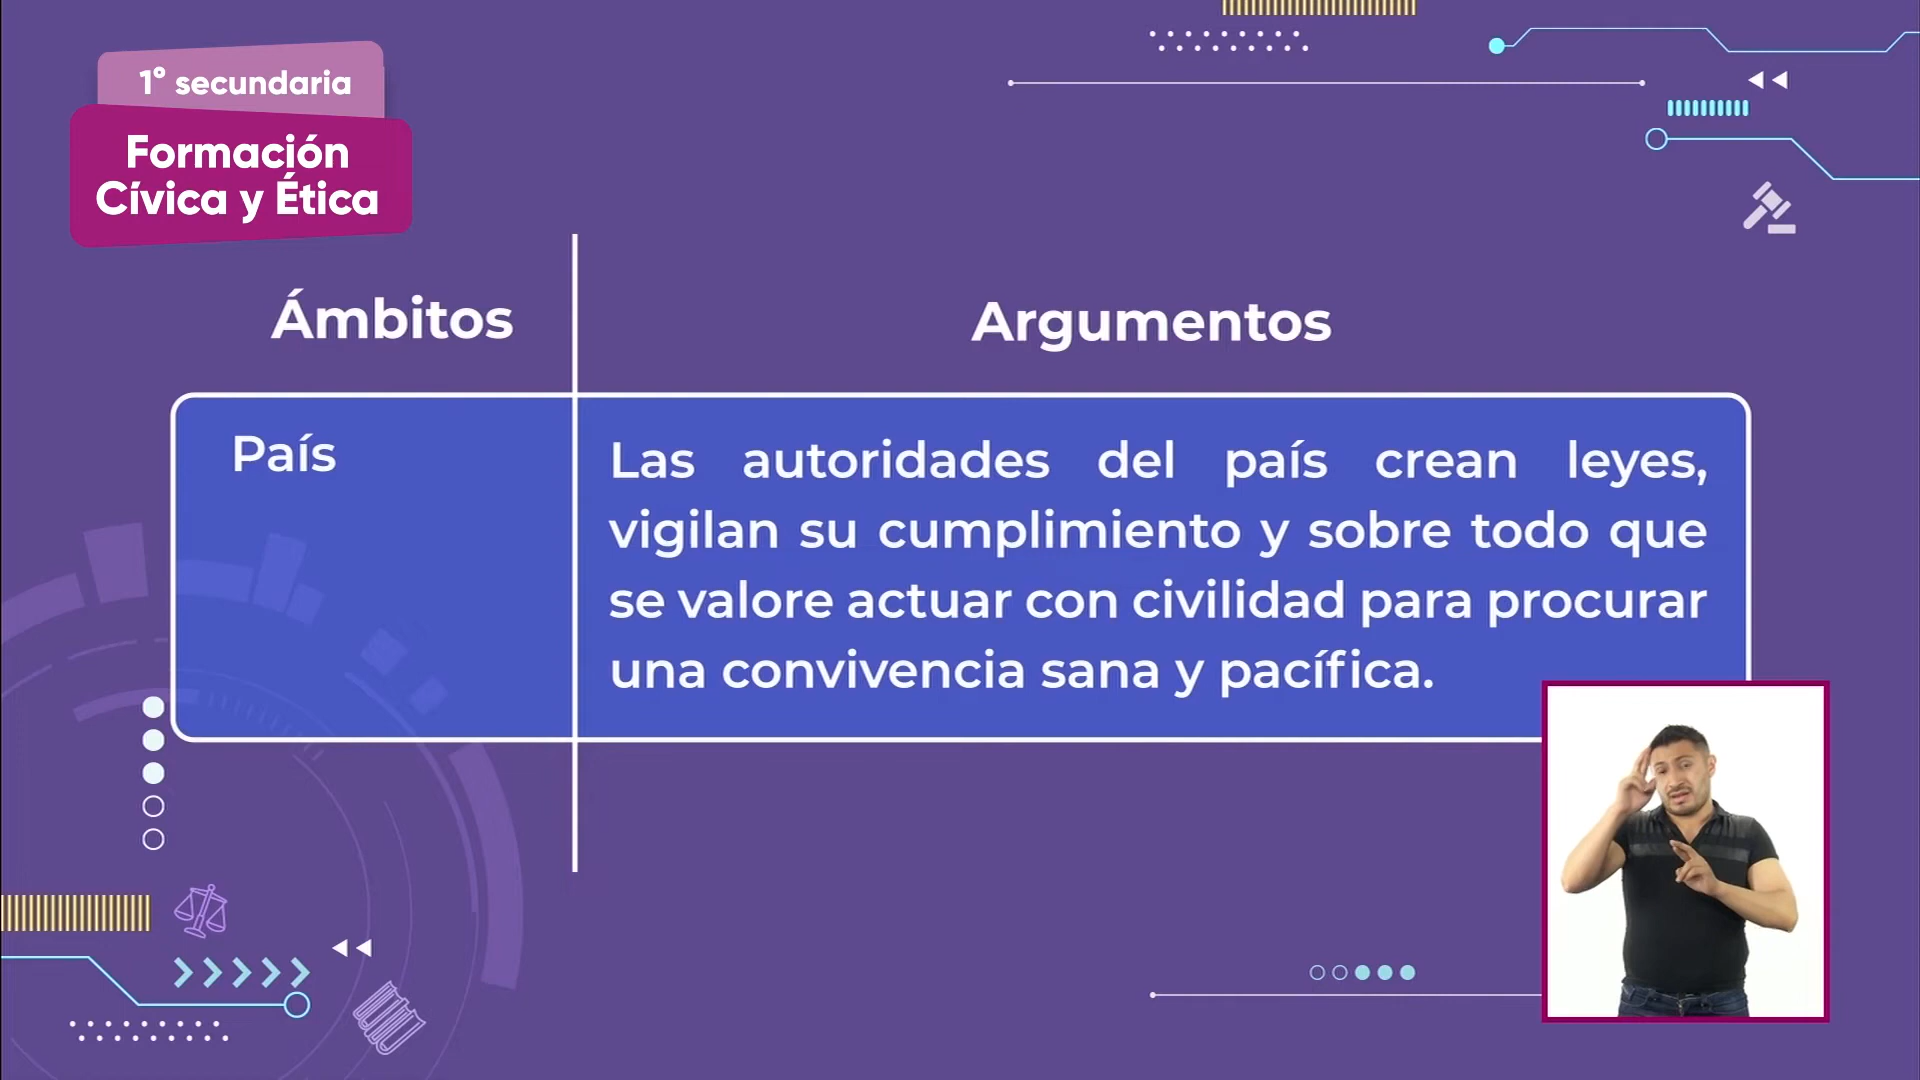 1° secundaria
Formación
Cívica y Ética
Ámbitos
Argumentos
País
Las autoridades del país crean leyes,
vigilan su cumplimiento y sobre todo que
se valore actuar con civilidad para procurar
una convivencia sana y pacífica.